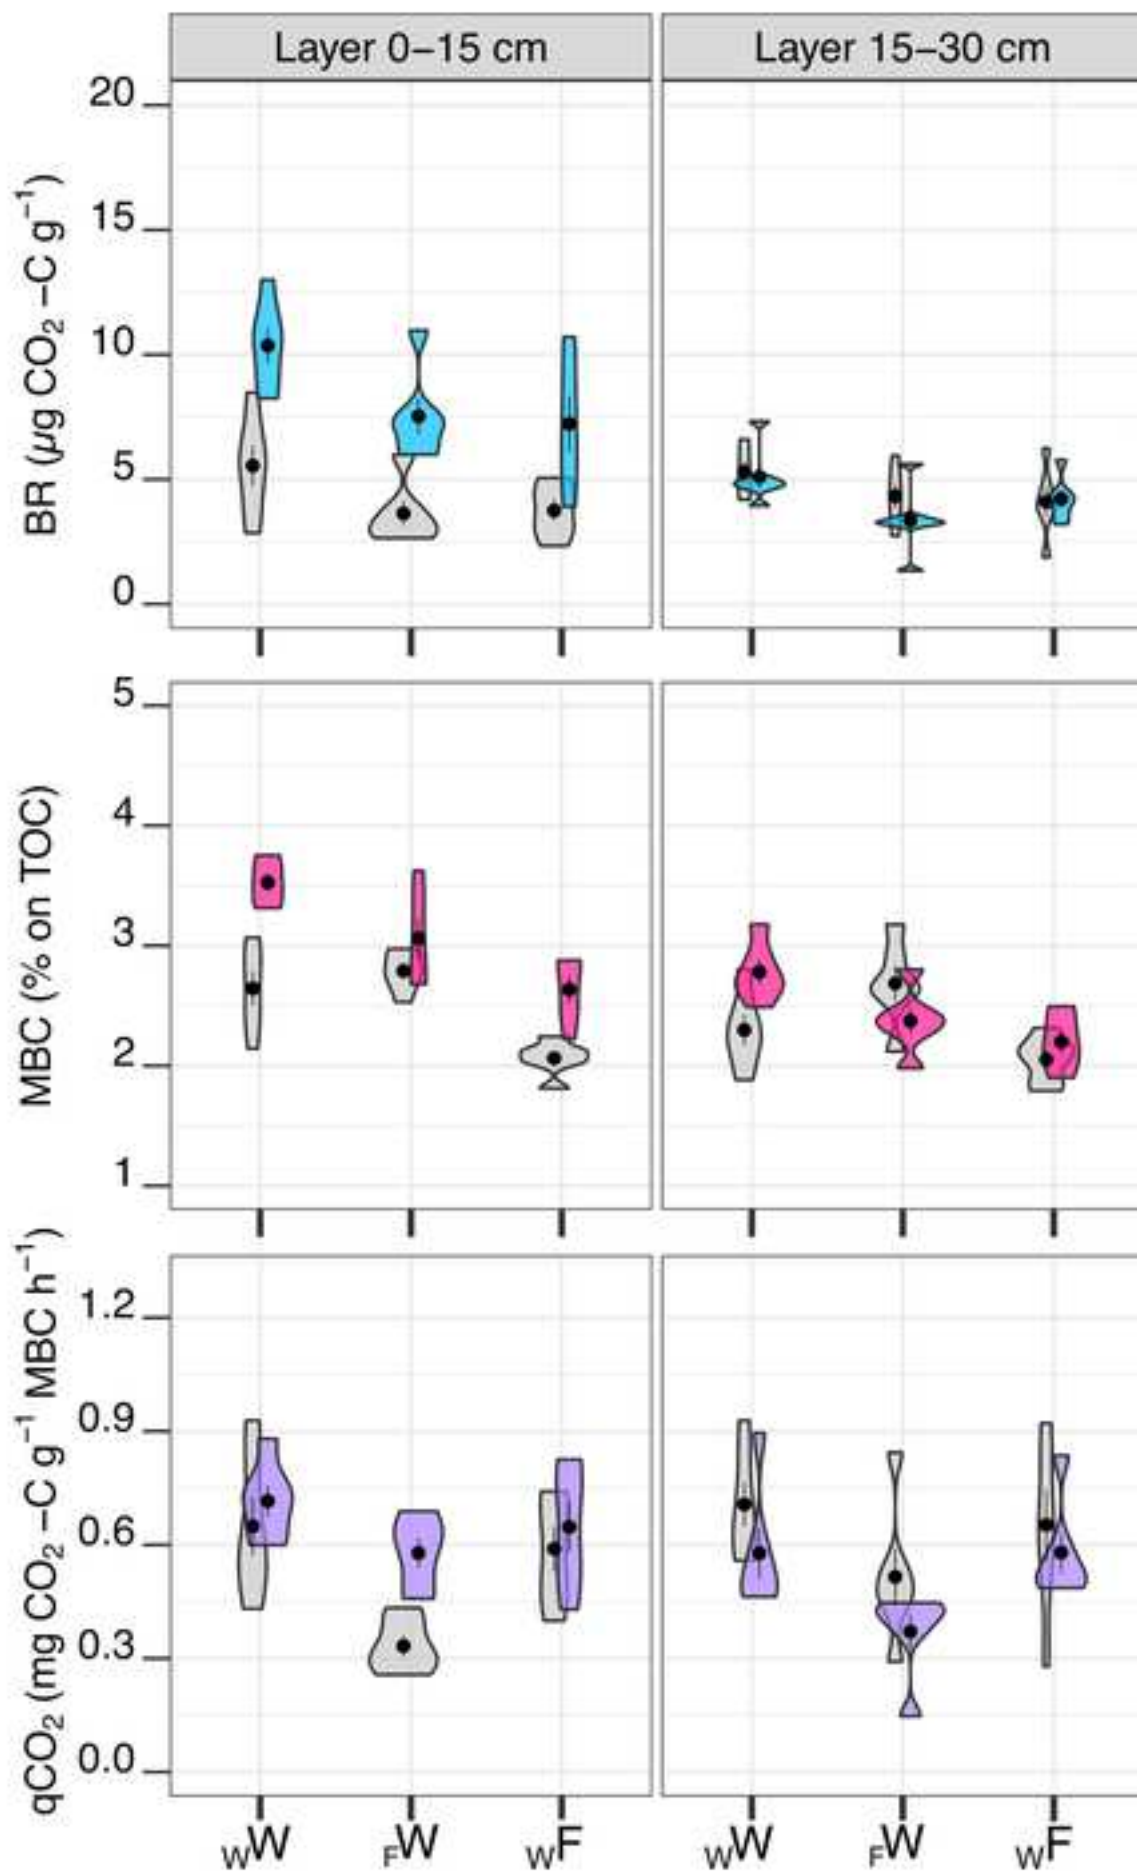 Layer 0–15 cm
Layer 15–30 cm
BR (µg CO₂ –C g⁻¹)
20
15
10
5
0
MBC (% on TOC)
5
4
3
2
1
qCO₂ (mg CO₂ –C g⁻¹ MBC h⁻¹)
1.2
0.9
0.6
0.3
0.0
wW
FW
wF
wW
FW
wF